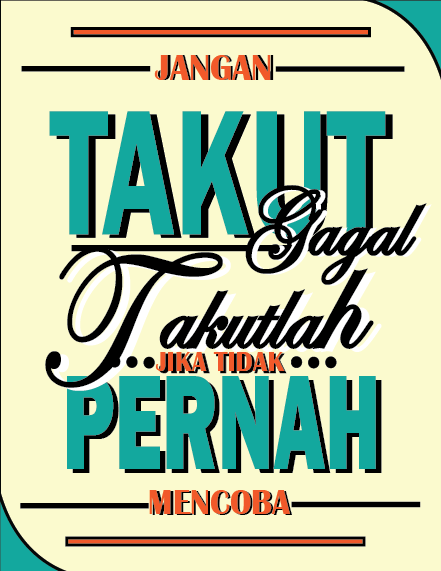 JANGAN
TAKUT
Gagal
Takutlah
...JIKA TIDAK...
PERNAH
MENCOBA